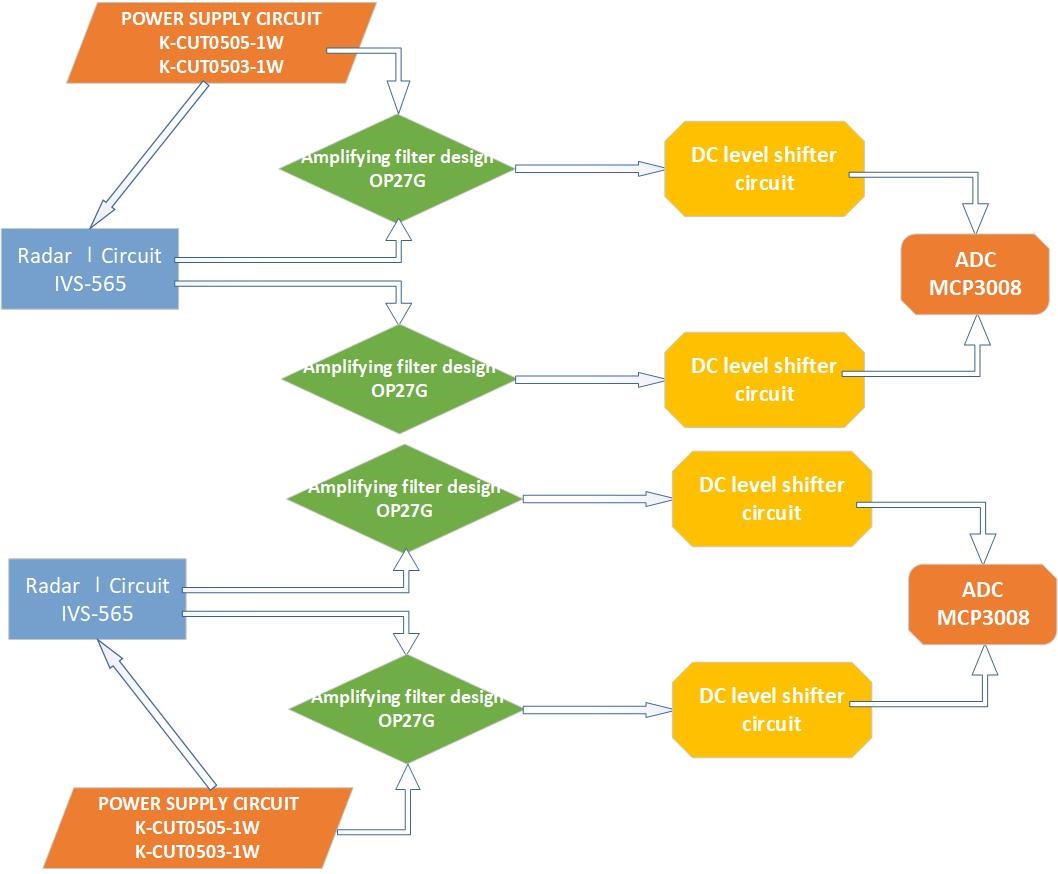 POWER SUPPLY CIRCUIT
K-CUT0505-1W
K-CUT0503-1W
Amplifying filter design
OP27G
DC level shifter
circuit
Radar I Circuit
IVS-565
ADC
MCP3008
Amplifying filter design
OP27G
DC level shifter
circuit
Amplifying filter design
OP27G
DC level shifter
circuit
Radar I Circuit
IVS-565
ADC
MCP3008
Amplifying filter design
OP27G
DC level shifter
circuit
POWER SUPPLY CIRCUIT
K-CUT0505-1W
K-CUT0503-1W